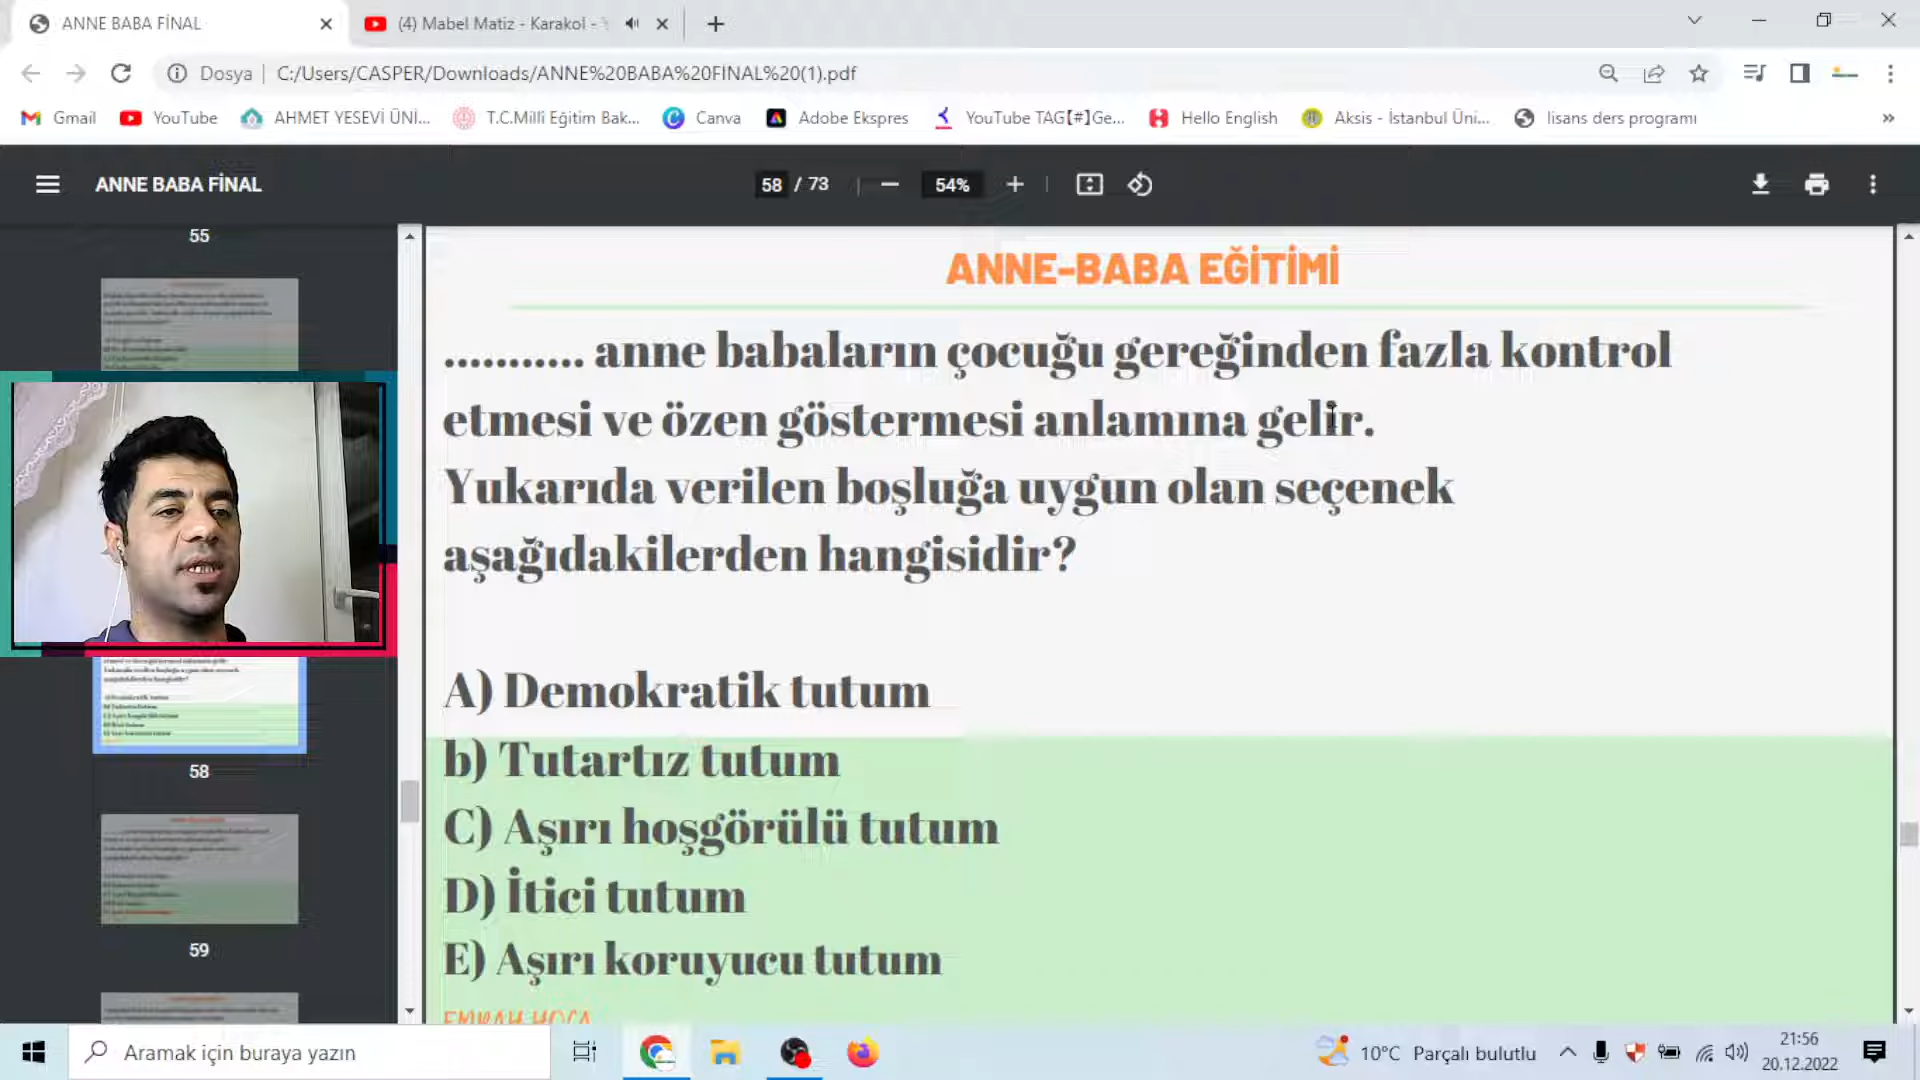 ANNE BABA FİNAL
(4) Mabel Matiz - Karakol -
Dosya | C:/Users/CASPER/Downloads/ANNE%20BABA%20FİNAL%20(1).pdf
Gmail
YouTube
AHMET YESEVİ ÜNİ...
T.C.Millî Eğitim Bak...
Canva
Adobe Ekspres
YouTube TAG【#】Ge...
Hello English
Aksis - İstanbul Üni...
lisans ders programı
ANNE BABA FİNAL
58 / 73
54%
55
ANNE-BABA EĞİTİMİ
........... anne babaların çocuğu gereğinden fazla kontrol
etmesi ve özen göstermesi anlamına gelir.
Yukarıda verilen boşluğa uygun olan seçenek
aşağıdakilerden hangisidir?
A) Demokratik tutum
b) Tutartız tutum
C) Aşırı hoşgörülü tutum
D) İtici tutum
E) Aşırı koruyucu tutum
EMRAH HOCA
58
59
Aramak için buraya yazın
10°C Parçalı bulutlu
21:56
20.12.2022